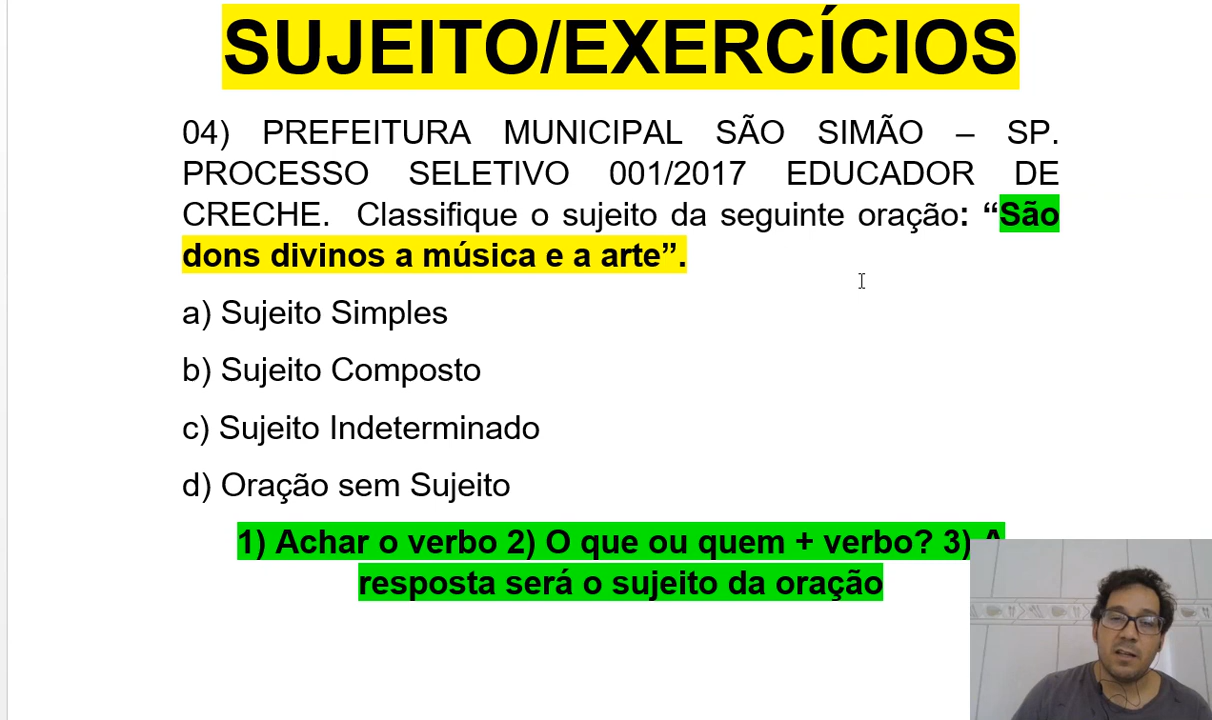 SUJEITO/EXERCÍCIOS
04) PREFEITURA MUNICIPAL SÃO SIMÃO – SP.
PROCESSO SELETIVO 001/2017 EDUCADOR DE
CRECHE. Classifique o sujeito da seguinte oração: “São
dons divinos a música e a arte”.
a) Sujeito Simples
b) Sujeito Composto
c) Sujeito Indeterminado
d) Oração sem Sujeito
1) Achar o verbo 2) O que ou quem + verbo? 3) A
resposta será o sujeito da oração